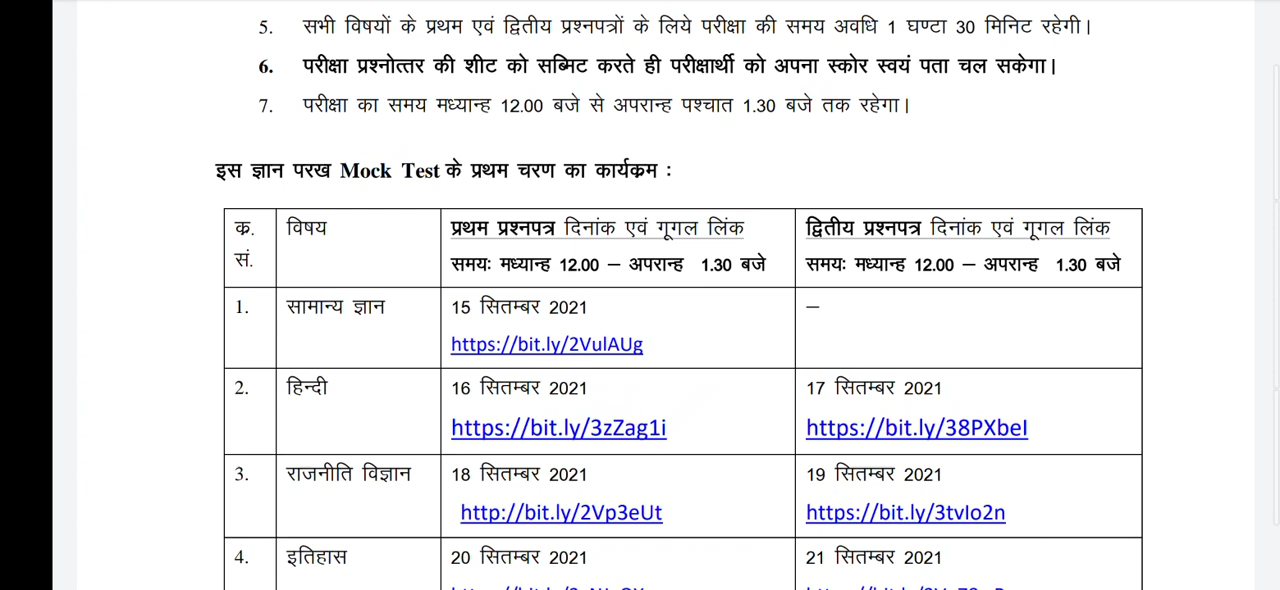 5. सभी विषयों के प्रथम एवं द्वितीय प्रश्नपत्रों के लिये परीक्षा की समय अवधि 1 घण्टा 30 मिनिट रहेगी।
6. परीक्षा प्रश्नोत्तर की शीट को सब्मिट करते ही परीक्षार्थी को अपना स्कोर स्वयं पता चल सकेगा।
7. परीक्षा का समय मध्यान्ह 12.00 बजे से अपरान्ह पश्चात 1.30 बजे तक रहेगा।
इस ज्ञान परख Mock Test के प्रथम चरण का कार्यक्रम :
क्र. सं. विषय प्रथम प्रश्नपत्र दिनांक एवं गूगल लिंक द्वितीय प्रश्नपत्र दिनांक एवं गूगल लिंक
समयः मध्यान्ह 12.00 – अपरान्ह 1.30 बजे समयः मध्यान्ह 12.00 – अपरान्ह 1.30 बजे
1. सामान्य ज्ञान 15 सितम्बर 2021 –
https://bit.ly/2VulAUg
2. हिन्दी 16 सितम्बर 2021 17 सितम्बर 2021
https://bit.ly/3zZag1i https://bit.ly/38PXbeI
3. राजनीति विज्ञान 18 सितम्बर 2021 19 सितम्बर 2021
http://bit.ly/2Vp3eUt https://bit.ly/3tvIo2n
4. इतिहास 20 सितम्बर 2021 21 सितम्बर 2021